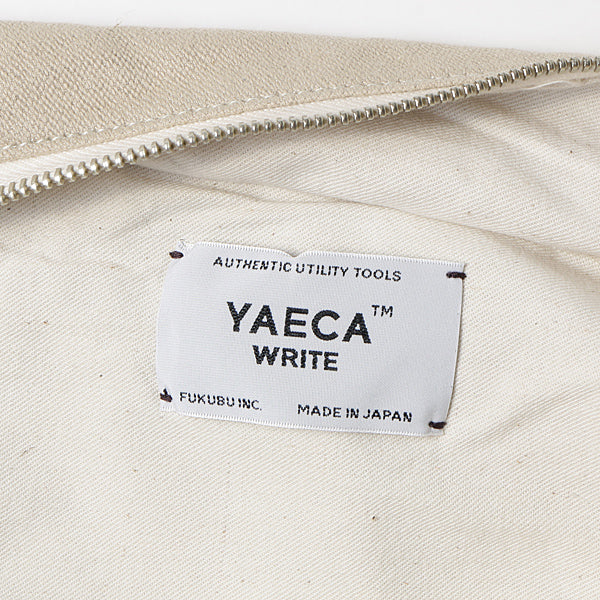 AUTHENTIC UTILITY TOOLS
YAECA™
WRITE
FUKUBU INC. MADE IN JAPAN